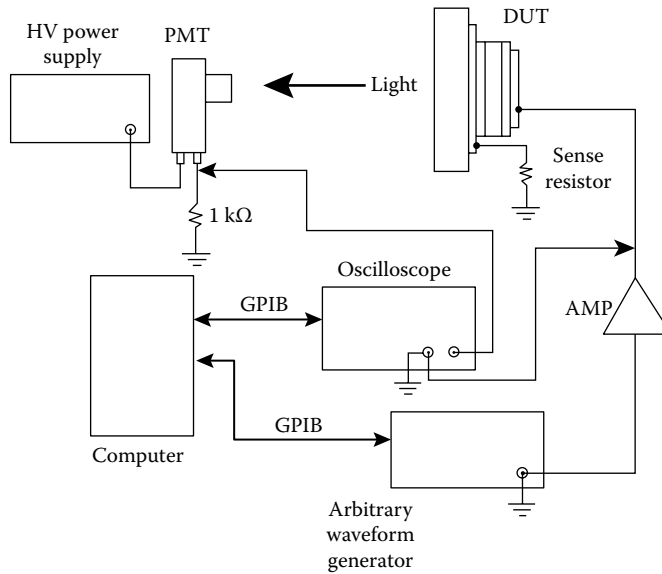 HV power
supply
PMT
DUT
Light
Sense
resistor
1 kΩ
Oscilloscope
GPIB
AMP
GPIB
Computer
Arbitrary
waveform
generator